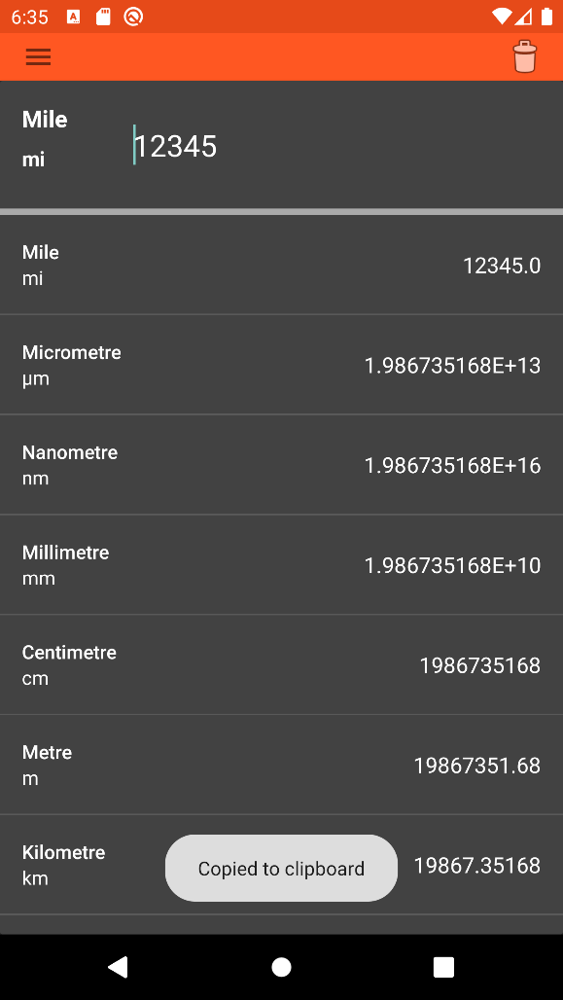 6:35
Mile
mi
12345
Mile
mi
12345.0
Micrometre
μm
1.986735168E+13
Nanometre
nm
1.986735168E+16
Millimetre
mm
1.986735168E+10
Centimetre
cm
1986735168
Metre
m
19867351.68
Kilometre
km
19867.35168
Copied to clipboard